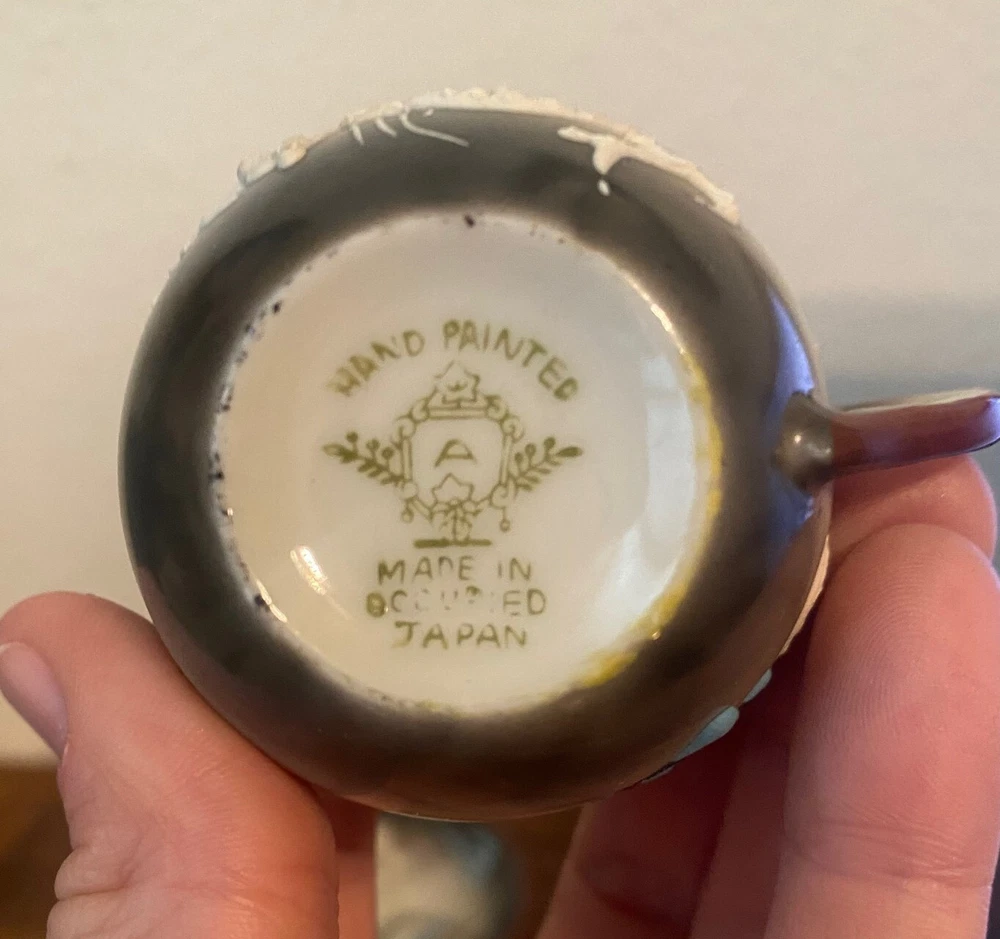 HAND PAINTED
A
MADE IN
OCCUPIED
JAPAN